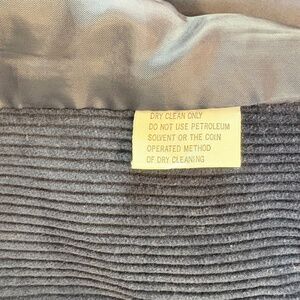 DRY CLEAN ONLY
DO NOT USE PETROLEUM
SOLVENT OR THE COIN
OPERATED METHOD
OF DRY CLEANING